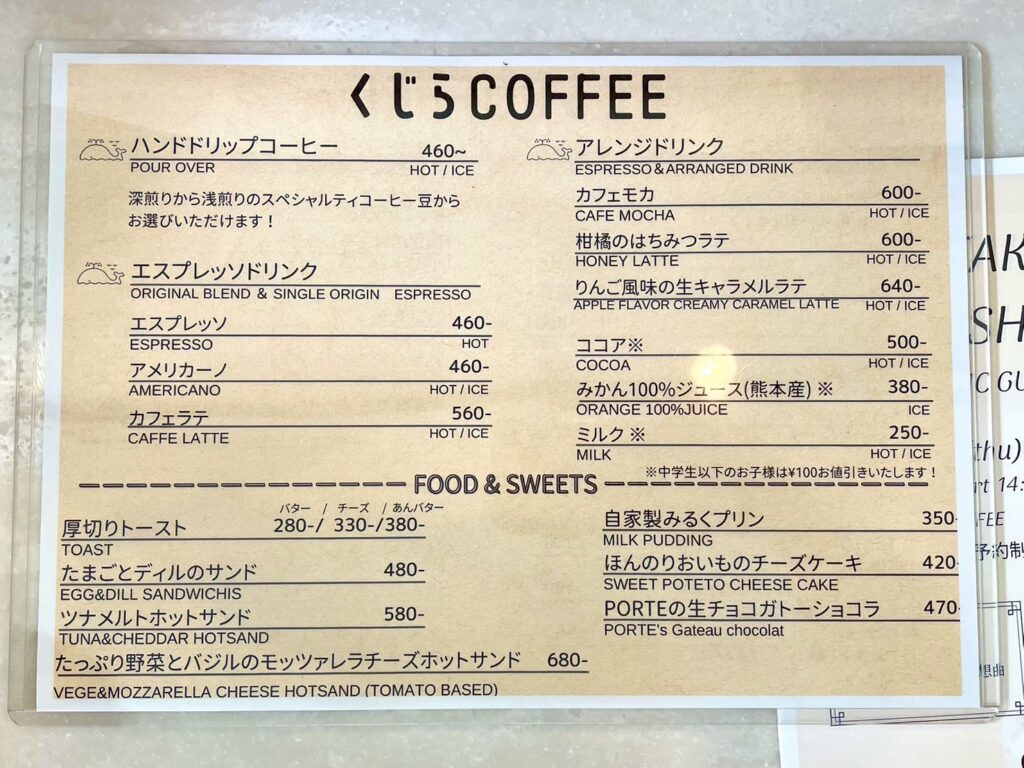 くじらCOFFEE
ハンドドリップコーヒー 460~
POUR OVER HOT / ICE
深煎りから浅煎りのスペシャルティコーヒー豆から
お選びいただけます！
エスプレッソドリンク
ORIGINAL BLEND & SINGLE ORIGIN ESPRESSO
エスプレッソ 460-
ESPRESSO HOT
アメリカーノ 460-
AMERICANO HOT / ICE
カフェラテ 560-
CAFFE LATTE HOT / ICE
アレンジドリンク
ESPRESSO&ARRANGED DRINK
カフェモカ 600-
CAFE MOCHA HOT / ICE
柑橘のはちみつラテ 600-
HONEY LATTE HOT / ICE
りんご風味の生キャラメルラテ 640-
APPLE FLAVOR CREAMY CARAMEL LATTE HOT / ICE
ココア※ 500-
COCOA HOT / ICE
みかん100%ジュース(熊本産) ※ 380-
ORANGE 100%JUICE ICE
ミルク ※ 250-
MILK HOT / ICE
※中学生以下のお子様は¥100お値引きいたします！
FOOD & SWEETS
バター / チーズ / あんバター
厚切りトースト 280-/ 330-/380-
TOAST
たまごとディルのサンド 480-
EGG&DILL SANDWICHIS
ツナメルトホットサンド 580-
TUNA&CHEDDAR HOTSAND
たっぷり野菜とバジルのモッツァレラチーズホットサンド 680-
VEGE&MOZZARELLA CHEESE HOTSAND (TOMATO BASED)
自家製みるくプリン 350-
MILK PUDDING
ほんのりおいものチーズケーキ 420-
SWEET POTETO CHEESE CAKE
PORTEの生チョコガトーショコラ 470-
PORTE's Gateau chocolat
予約制